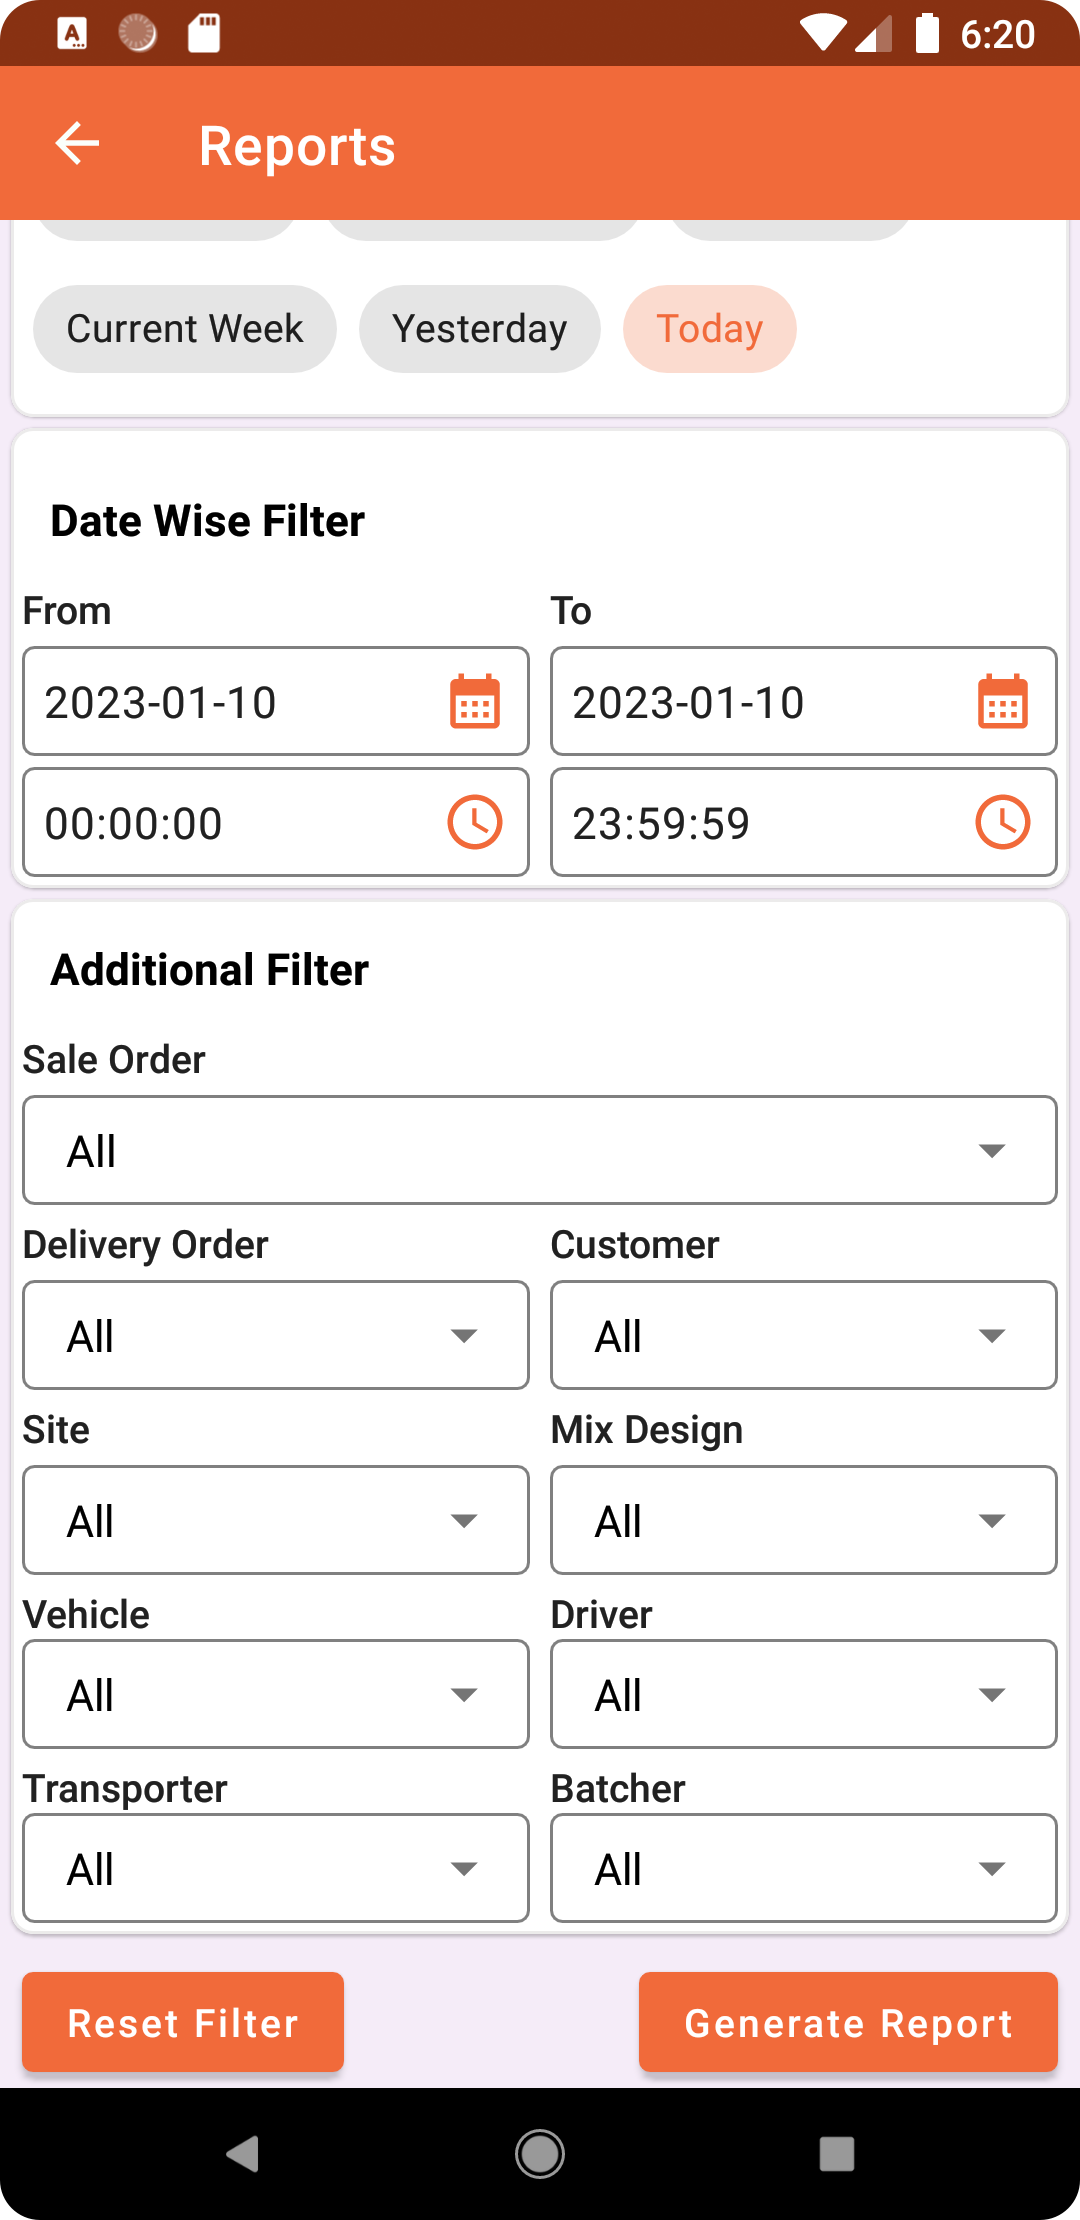 6:20
Reports
Current Week Yesterday Today
Date Wise Filter
From To
2023-01-10 2023-01-10
00:00:00 23:59:59
Additional Filter
Sale Order
All
Delivery Order Customer
All All
Site Mix Design
All All
Vehicle Driver
All All
Transporter Batcher
All All
Reset Filter Generate Report